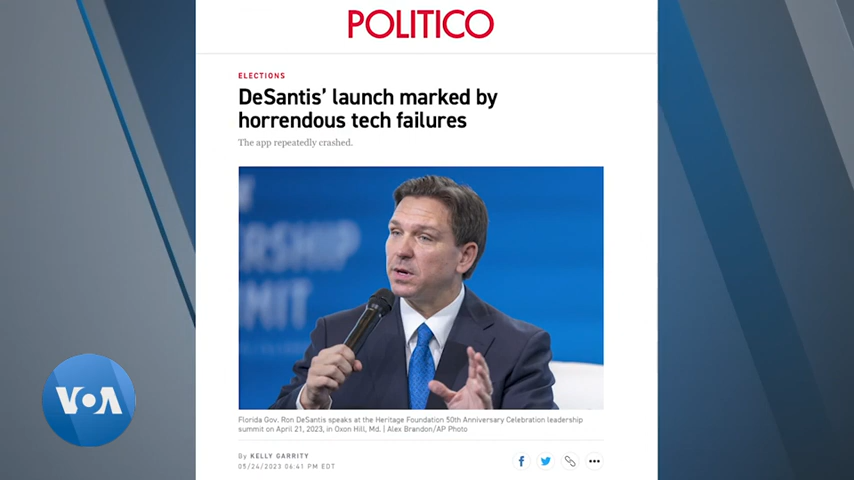 POLITICO
ELECTIONS
DeSantis' launch marked by
horrendous tech failures
The app repeatedly crashed.
SHIP
MIT
Florida Gov. Ron DeSantis speaks at the Heritage Foundation 50th Anniversary Celebration leadership
summit on April 21, 2023, in Oxon Hill, Md. | Alex Brandon/AP Photo
By KELLY GARRITY
05/24/2023 06:41 PM EDT
VOA